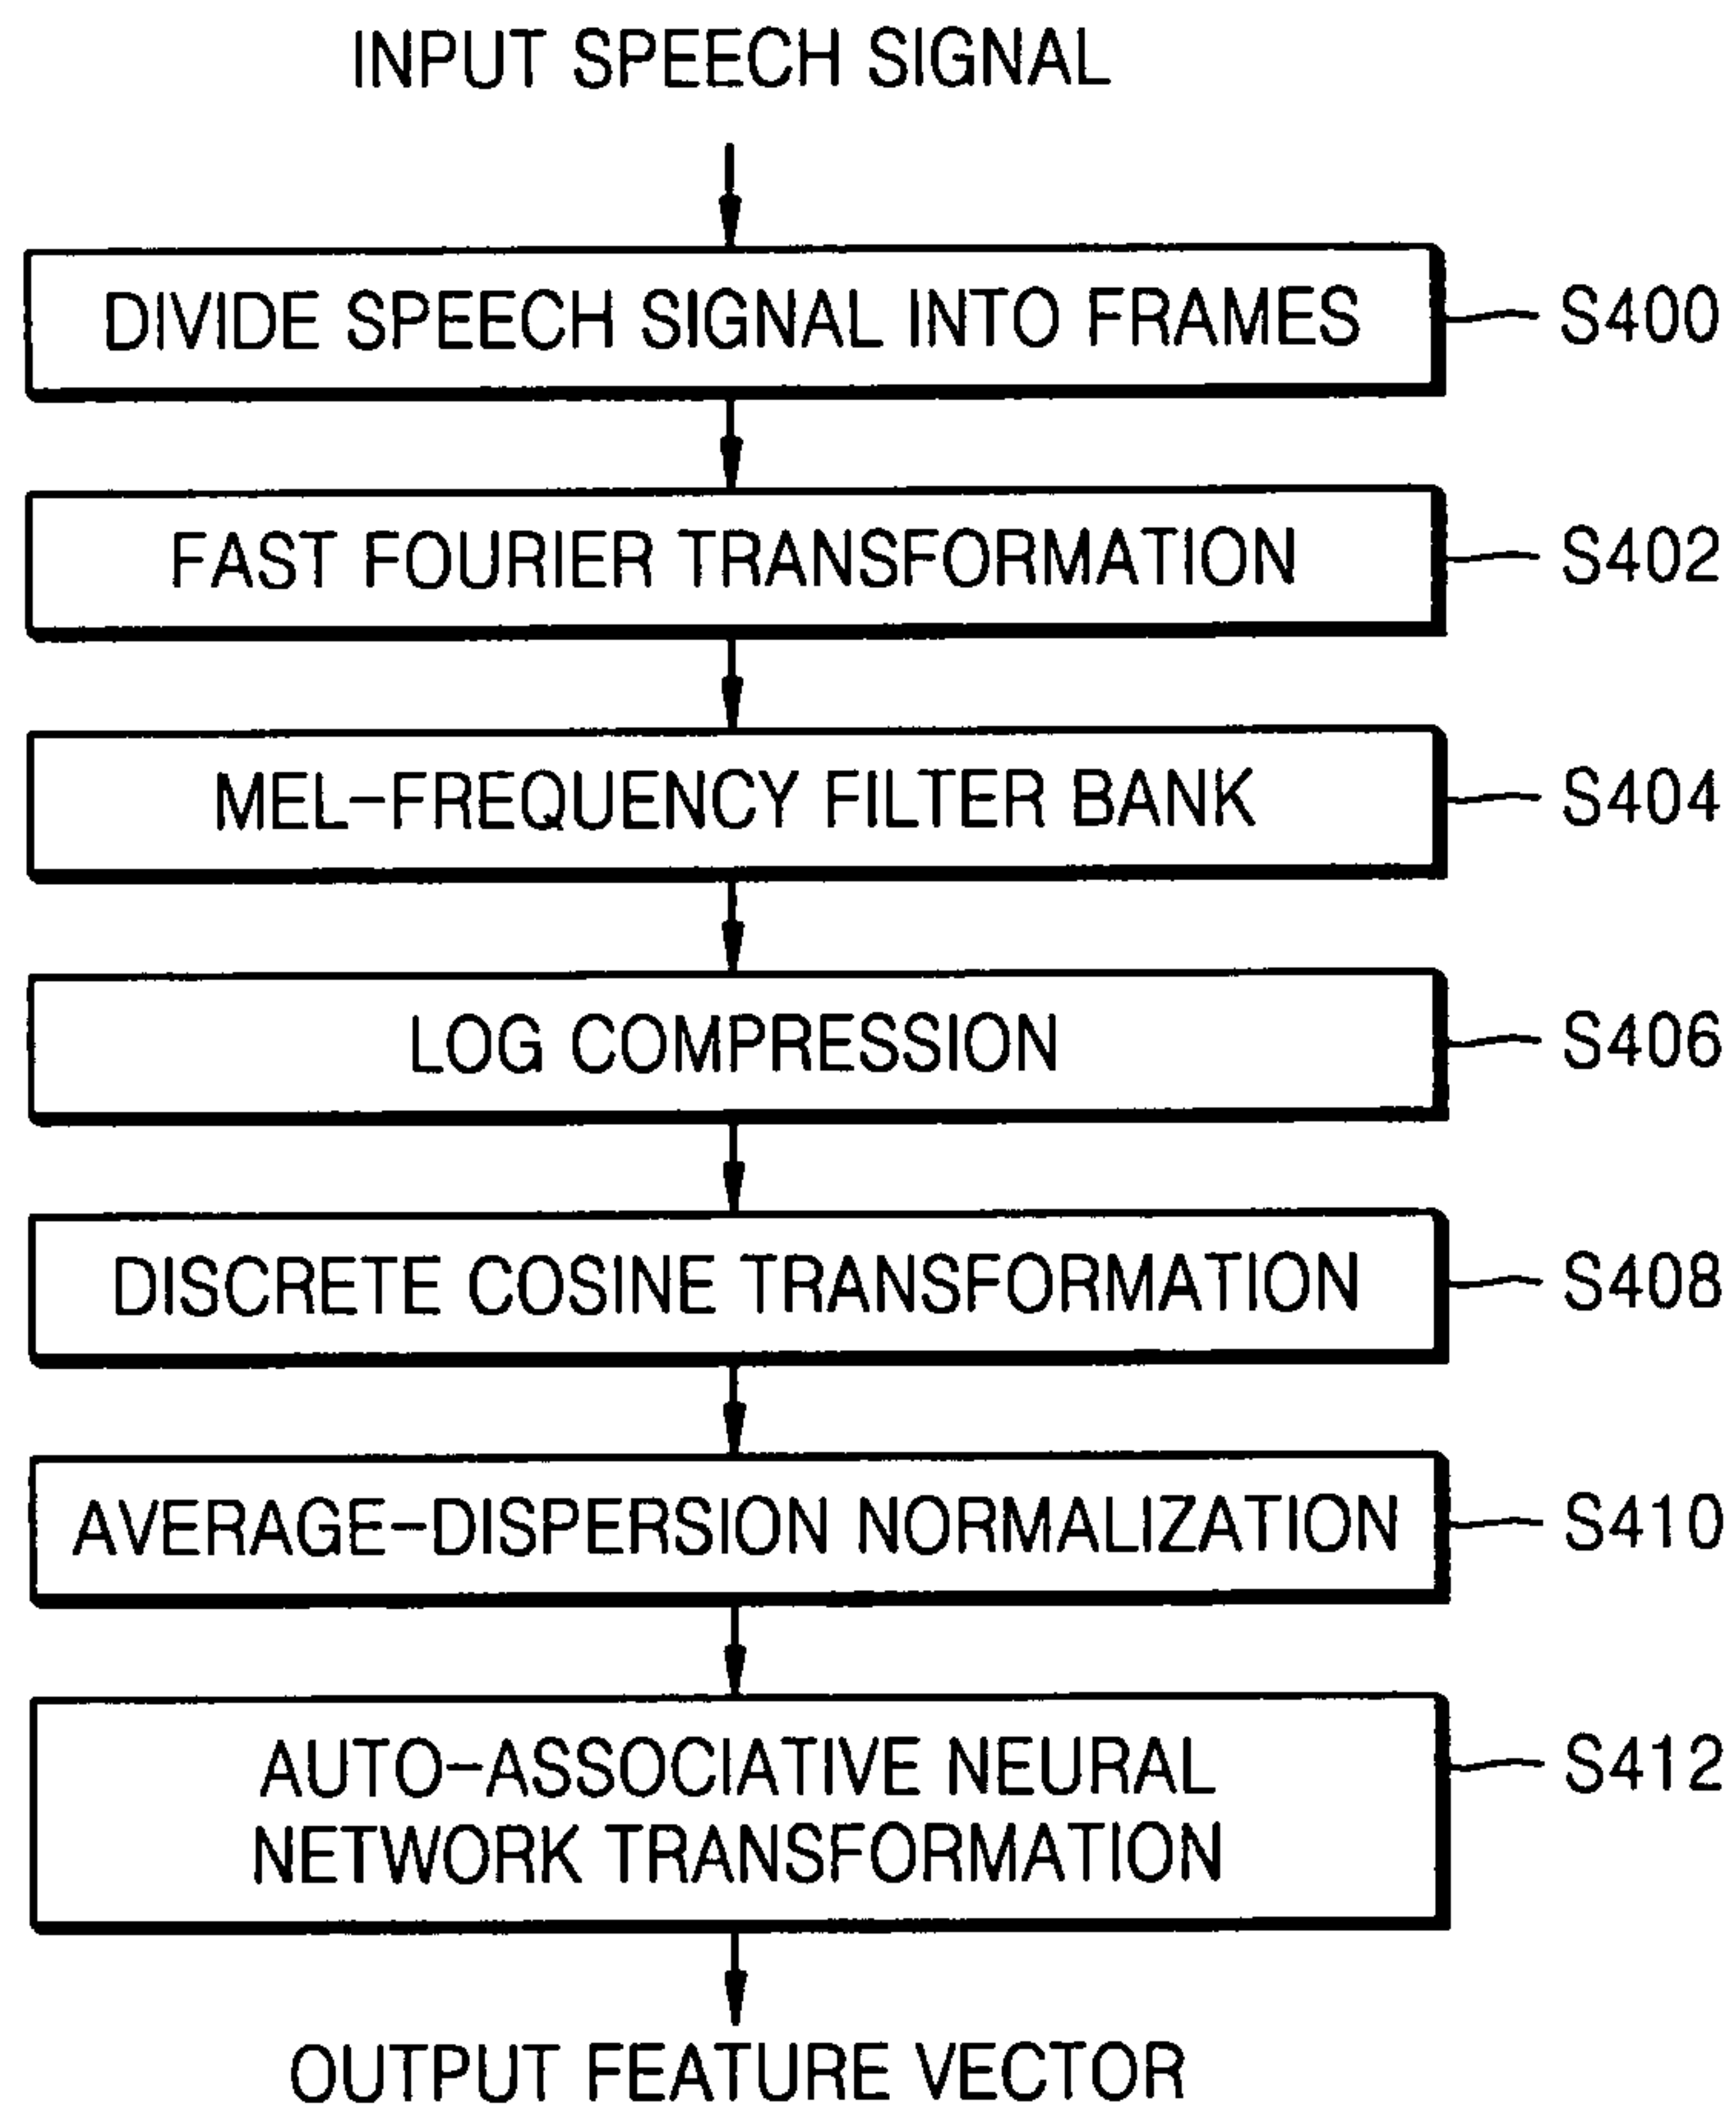 INPUT SPEECH SIGNAL
DIVIDE SPEECH SIGNAL INTO FRAMES
S400
FAST FOURIER TRANSFORMATION
S402
MEL-FREQUENCY FILTER BANK
S404
LOG COMPRESSION
S406
DISCRETE COSINE TRANSFORMATION
S408
AVERAGE-DISPERSION NORMALIZATION
S410
AUTO-ASSOCIATIVE NEURAL
NETWORK TRANSFORMATION
S412
OUTPUT FEATURE VECTOR